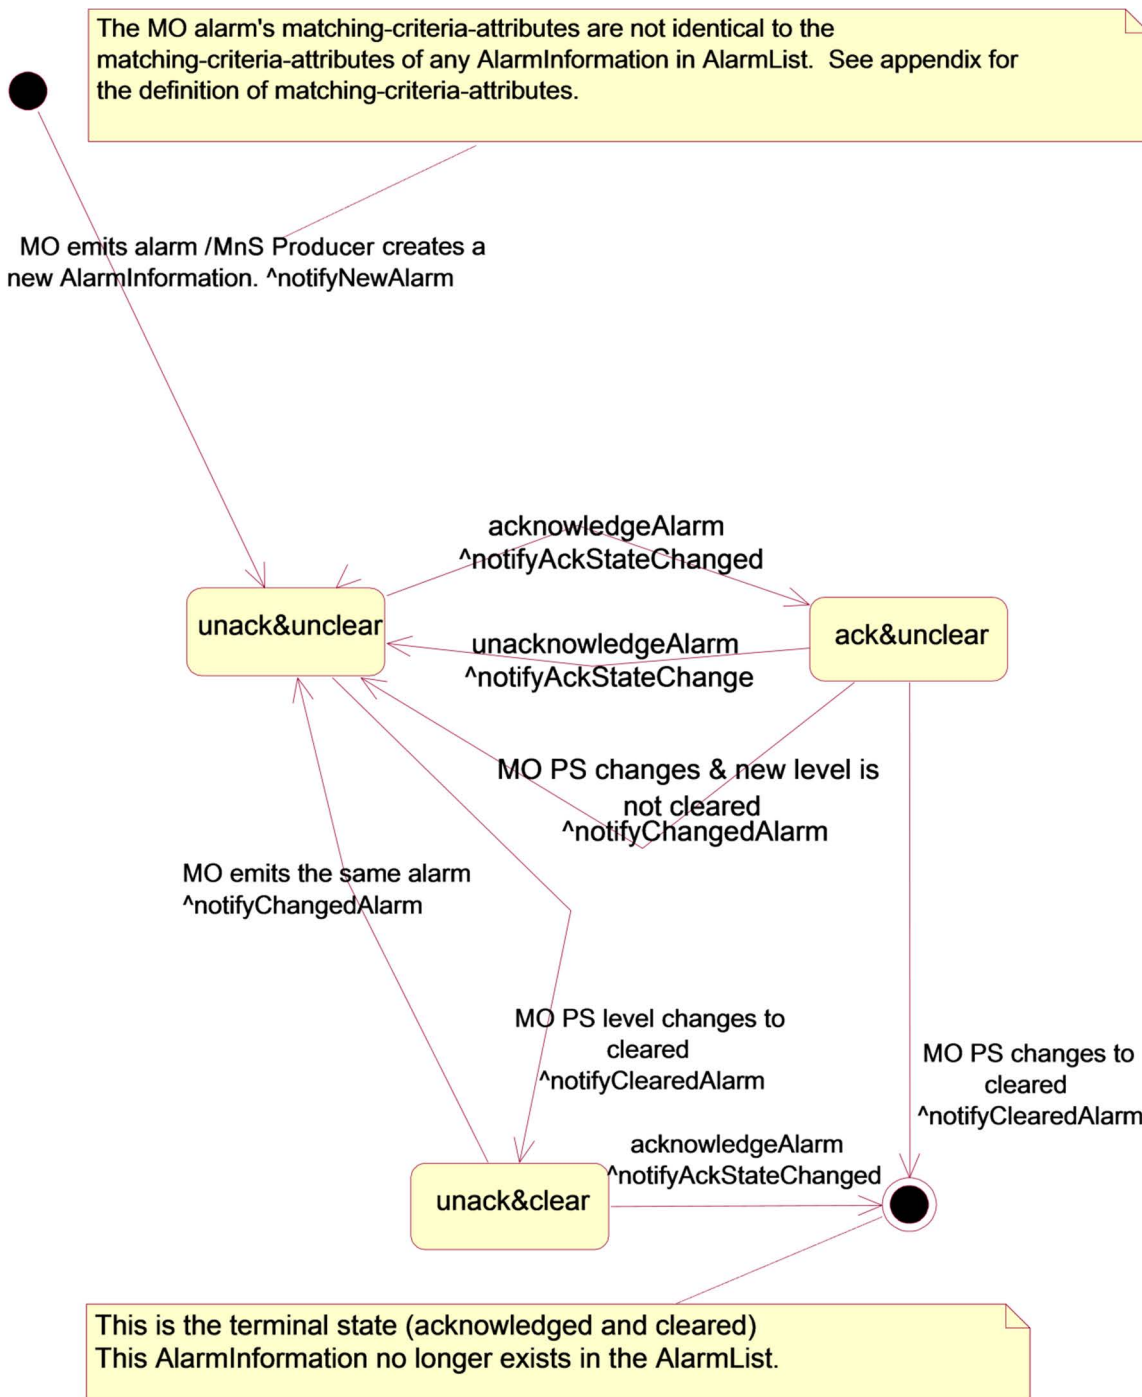 The MO alarm's matching-criteria-attributes are not identical to the
matching-criteria-attributes of any AlarmInformation in AlarmList.  See appendix for
the definition of matching-criteria-attributes.
MO emits alarm /MnS Producer creates a
new AlarmInformation. ^notifyNewAlarm
acknowledgeAlarm
^notifyAckStateChanged
unack&unclear
ack&unclear
unacknowledgeAlarm
^notifyAckStateChange
MO PS changes & new level is
not cleared
^notifyChangedAlarm
MO emits the same alarm
^notifyChangedAlarm
MO PS level changes to
cleared
^notifyClearedAlarm
MO PS changes to
cleared
^notifyClearedAlarm
acknowledgeAlarm
^notifyAckStateChanged
unack&clear
This is the terminal state (acknowledged and cleared)
This AlarmInformation no longer exists in the AlarmList.